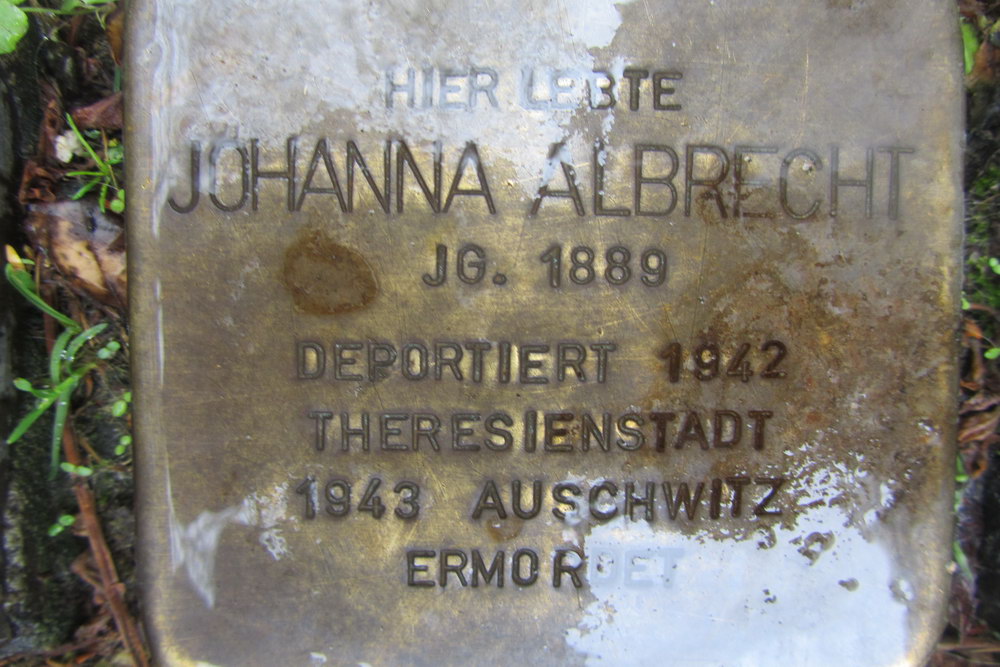 HIER LEBTE
JOHANNA ALBRECHT
JG. 1889
DEPORTIERT 1942
THERESIENSTADT
1943 AUSCHWITZ
ERMORDET